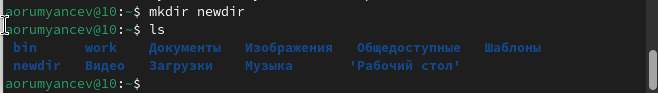 aorumyancev@10:~$ mkdir newdir
aorumyancev@10:~$ ls
bin work Документы Изображения Общедоступные Шаблоны
newdir Видео Загрузки Музыка 'Рабочий стол'
aorumyancev@10:~$